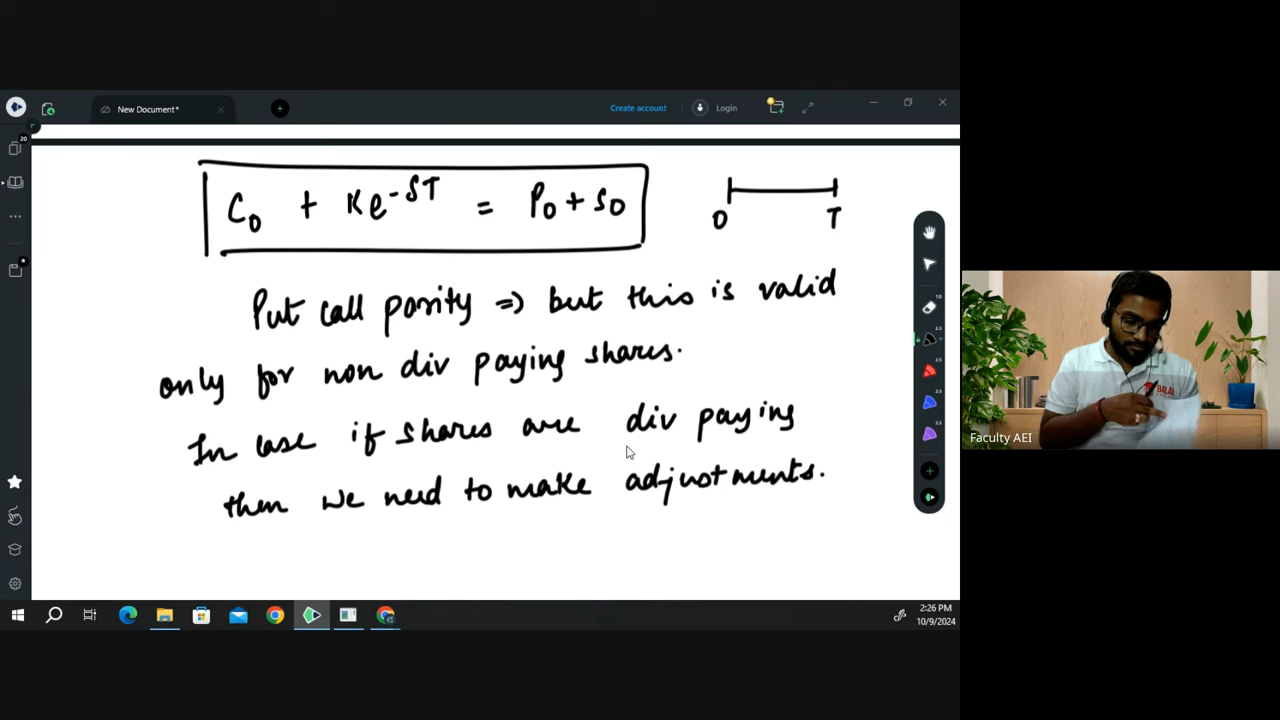 New Document*
Create account
Login
20
C₀ + Ke^-δT = P₀ + S₀
0 T
Put call parity => but this is valid
only for non div paying shares.
In case if shares are div paying
then we need to make adjustments.
Faculty AEI
2:26 PM
10/9/2024